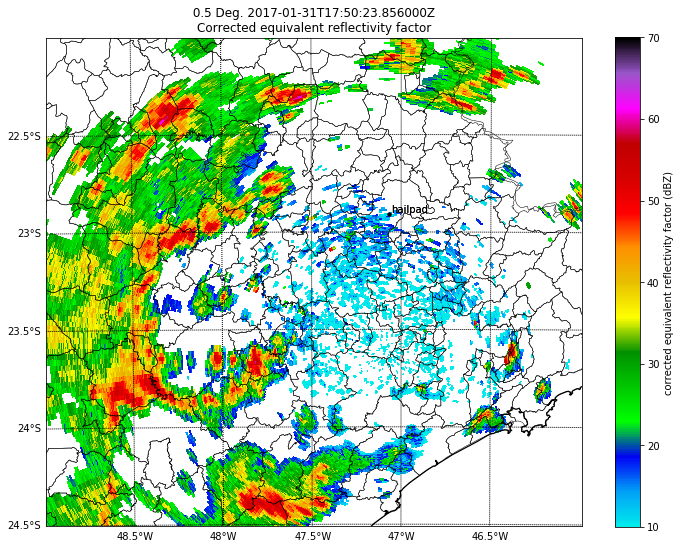 0.5 Deg. 2017-01-31T17:50:23.856000Z
Corrected equivalent reflectivity factor
22.5°S
23°S
23.5°S
24°S
24.5°S
48.5°W
48°W
47.5°W
47°W
46.5°W
hailpad
70
60
50
40
30
20
10
corrected equivalent reflectivity factor (dBZ)